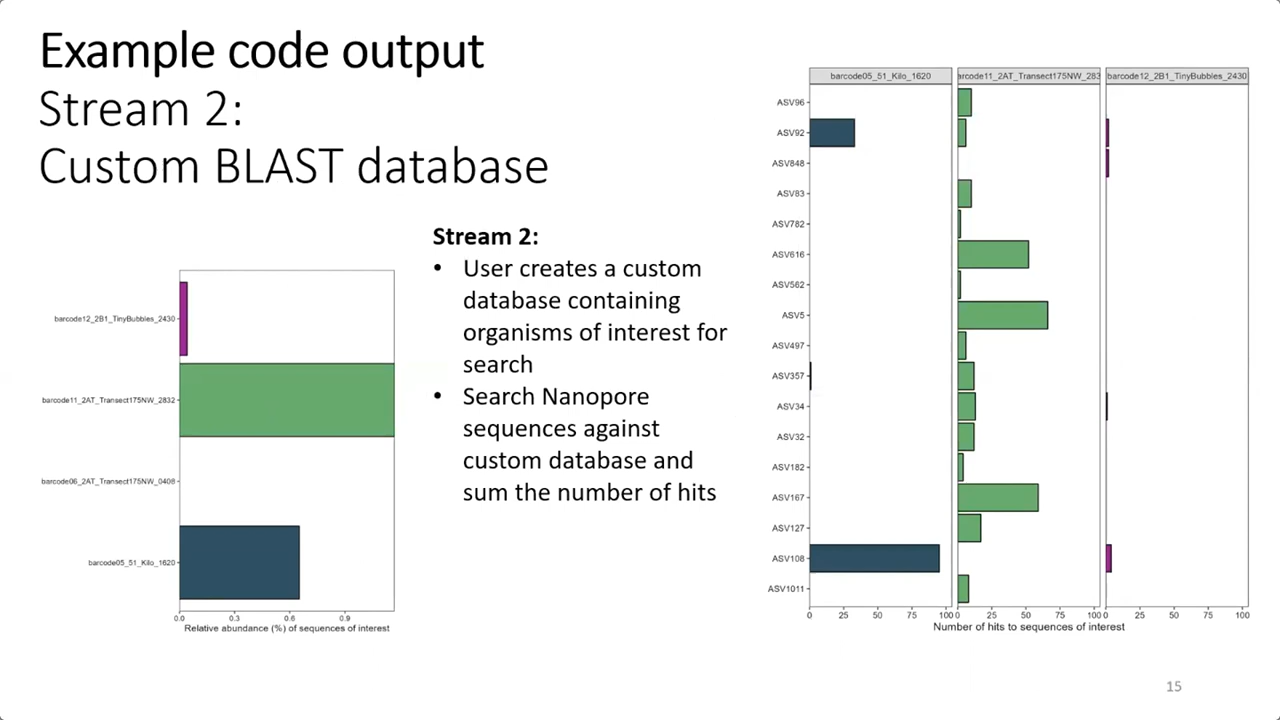 Example code output
Stream 2:
Custom BLAST database
Stream 2:
• User creates a custom
database containing
organisms of interest for
search
• Search Nanopore
sequences against
custom database and
sum the number of hits
barcode12_2B1_TinyBubbles_2430
barcode11_2AT_Transect175NW_2832
barcode06_2AT_Transect175NW_0408
barcode05_51_Kilo_1620
0.0 0.3 0.6 0.9
Relative abundance (%) of sequences of interest
barcode05_51_Kilo_1620 arcode11_2AT_Transect175NW_283 barcode12_2B1_TinyBubbles_2430
ASV96
ASV92
ASV848
ASV83
ASV782
ASV616
ASV562
ASV5
ASV497
ASV357
ASV34
ASV32
ASV182
ASV167
ASV127
ASV108
ASV1011
0 25 50 75 100 0 25 50 75 100 0 25 50 75 100
Number of hits to sequences of interest
15